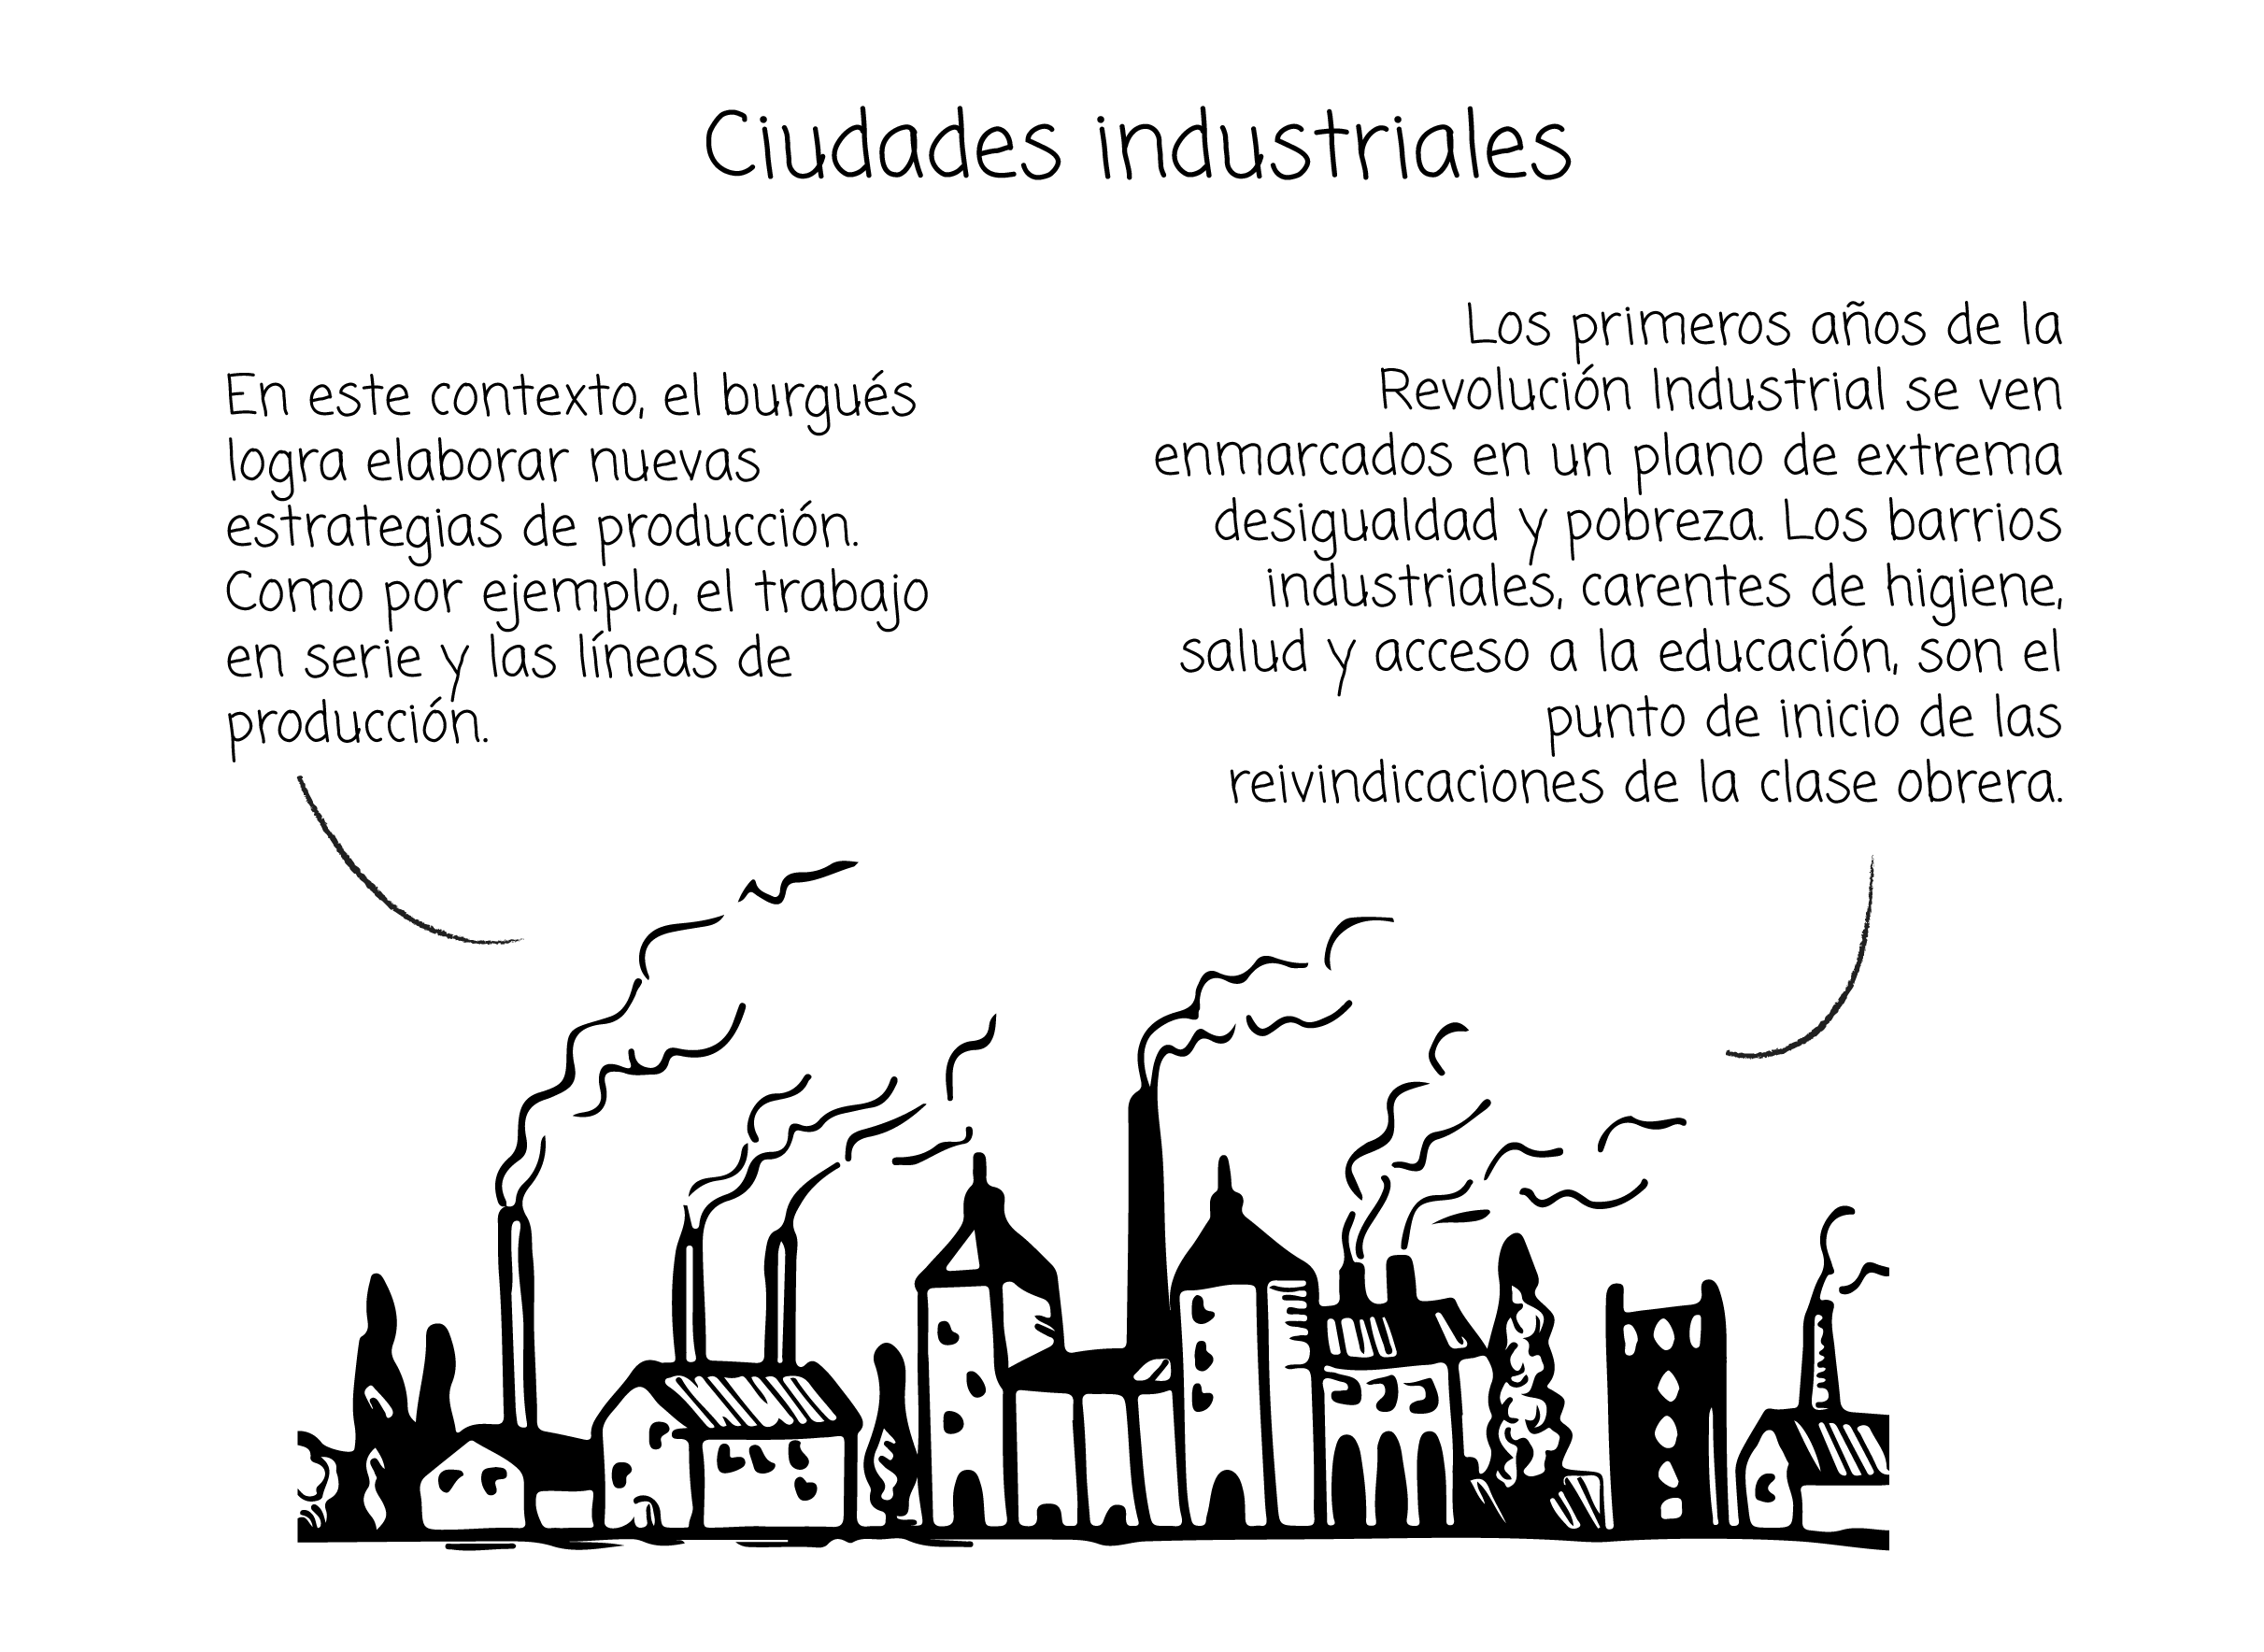 Ciudades industriales
En este contexto, el burgués
logra elaborar nuevas
estrategias de producción.
Como por ejemplo, el trabajo
en serie y las líneas de
producción.
Los primeros años de la
Revolución Industrial se ven
enmarcados en un plano de extrema
desigualdad y pobreza. Los barrios
industriales, carentes de higiene,
salud y acceso a la educación, son el
punto de inicio de las
reivindicaciones de la clase obrera.